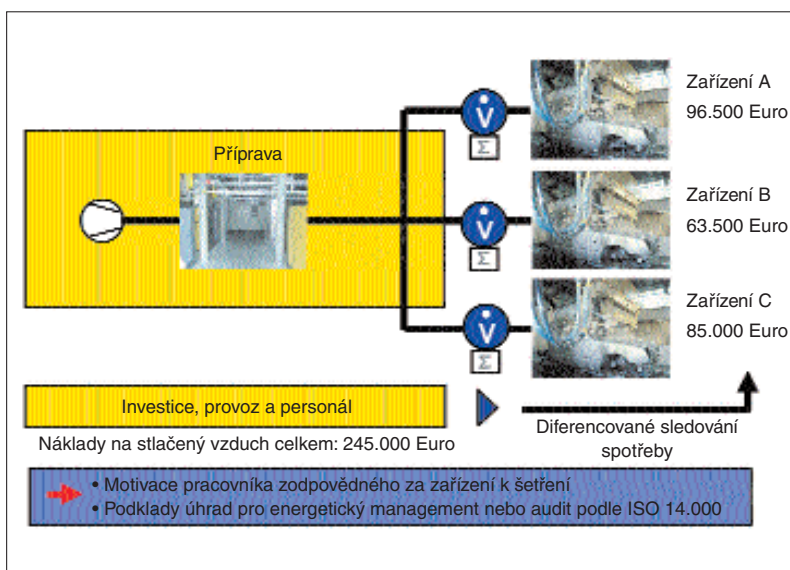 Zařízení A
96.500 Euro
V
Σ
Příprava
Zařízení B
63.500 Euro
V
Σ
Zařízení C
85.000 Euro
V
Σ
Investice, provoz a personál
Náklady na stlačený vzduch celkem: 245.000 Euro
Diferencované sledování
spotřeby
• Motivace pracovníka zodpovědného za zařízení k šetření
• Podklady úhrad pro energetický management nebo audit podle ISO 14.000